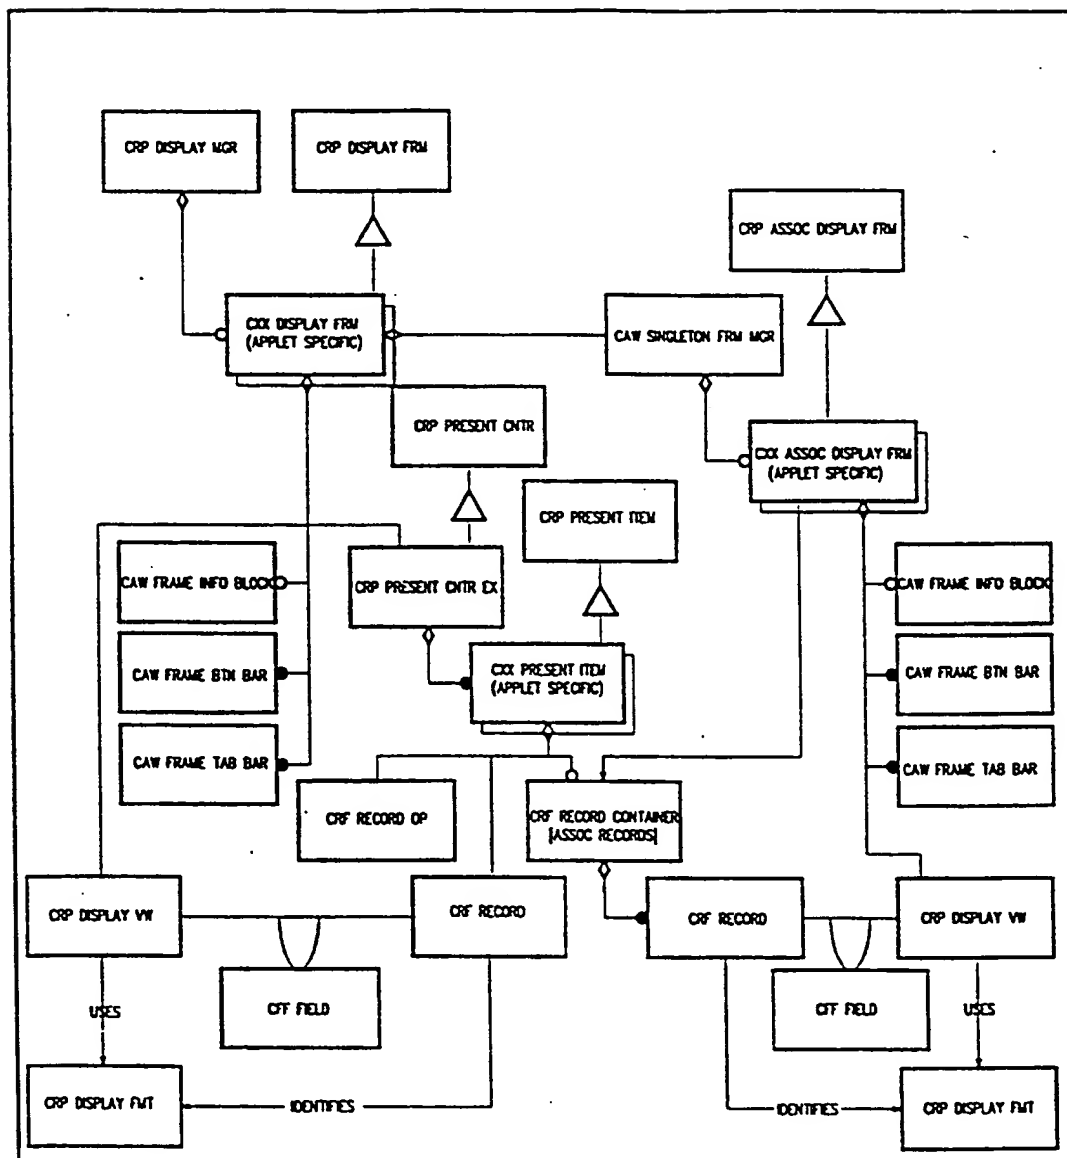 CRP DISPLAY MGR
CRP DISPLAY FRM
CRP ASSOC DISPLAY FRM
CXX DISPLAY FRM
(APPLET SPECIFIC)
CAW SINGLETON FRM MGR
CRP PRESENT CNTR
CXX ASSOC DISPLAY FRM
(APPLET SPECIFIC)
CRP PRESENT ITEM
CAW FRAME INFO BLOCK
CRP PRESENT CNTR EX
CAW FRAME INFO BLOCK
CAW FRAME BTN BAR
CXX PRESENT ITEM
(APPLET SPECIFIC)
CAW FRAME BTN BAR
CAW FRAME TAB BAR
CAW FRAME TAB BAR
CRF RECORD OP
CRF RECORD CONTAINER
[ASSOC RECORDS]
CRP DISPLAY VW
CRF RECORD
CRF RECORD
CRP DISPLAY VW
USES
CFF FIELD
CFF FIELD
USES
CRP DISPLAY FMT
IDENTIFIES
IDENTIFIES
CRP DISPLAY FMT